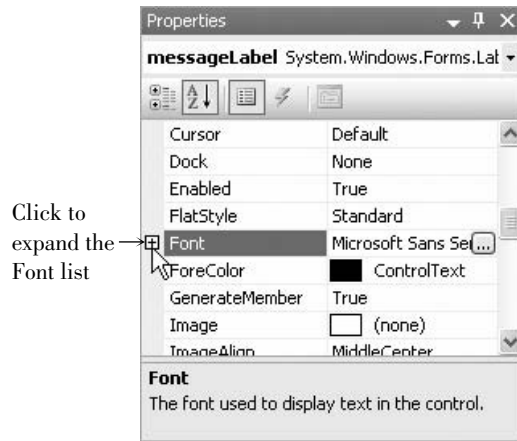 Properties
messageLabel System.Windows.Forms.Lab
Cursor Default
Dock None
Enabled True
FlatStyle Standard
Click to
expand the
Font list
Font Microsoft Sans Ser...
ForeColor ControlText
GenerateMember True
Image (none)
ImageAlign MiddleCenter
Font
The font used to display text in the control.